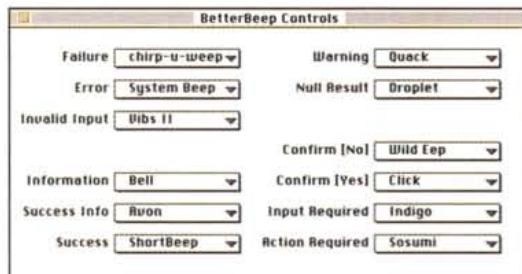 BetterBeep Controls
Failure chirp-u-weep Warning Quack
Error System Beep Null Result Droplet
Invalid Input Vibs II
Confirm [No] Wild Eep
Information Bell Confirm [Yes] Click
Success Info Avon Input Required Indigo
Success ShortBeep Action Required Sosumi